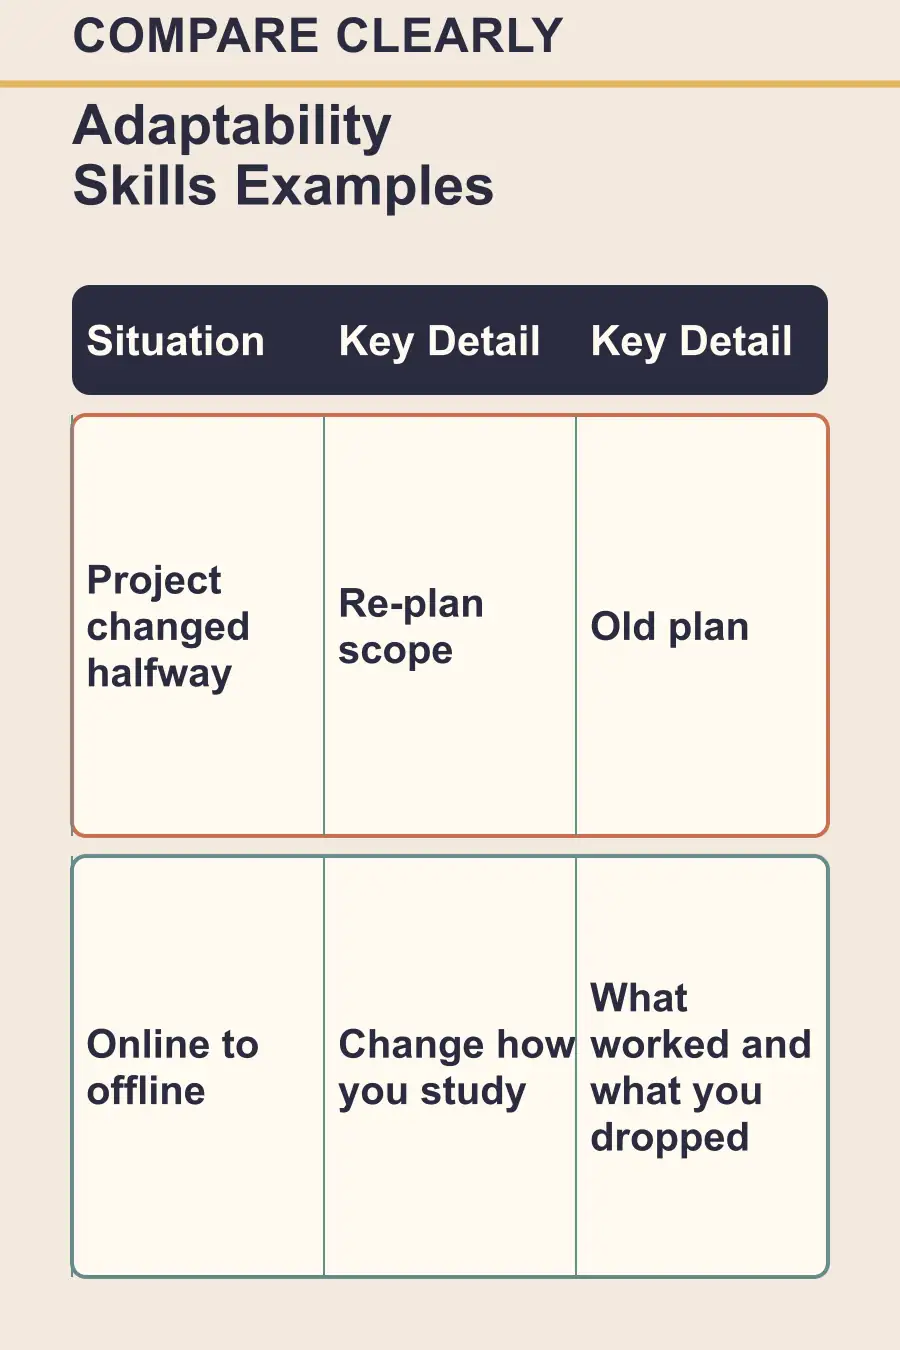 COMPARE CLEARLY
Adaptability
Skills Examples
Situation
Key Detail
Key Detail
Project
changed
halfway
Re-plan
scope
Old plan
Online to
offline
Change how
you study
What
worked and
what you
dropped